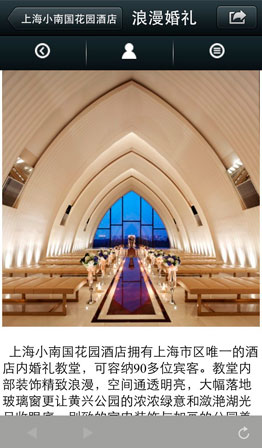 上海小南国花园酒店
浪漫婚礼
上海小南国花园酒店拥有上海市区唯一的酒
店内婚礼教堂，可容纳90多位宾客。教堂内
部装饰精致浪漫，空间通透明亮，大幅落地
玻璃窗更让黄兴公园的浓浓绿意和潋滟湖光